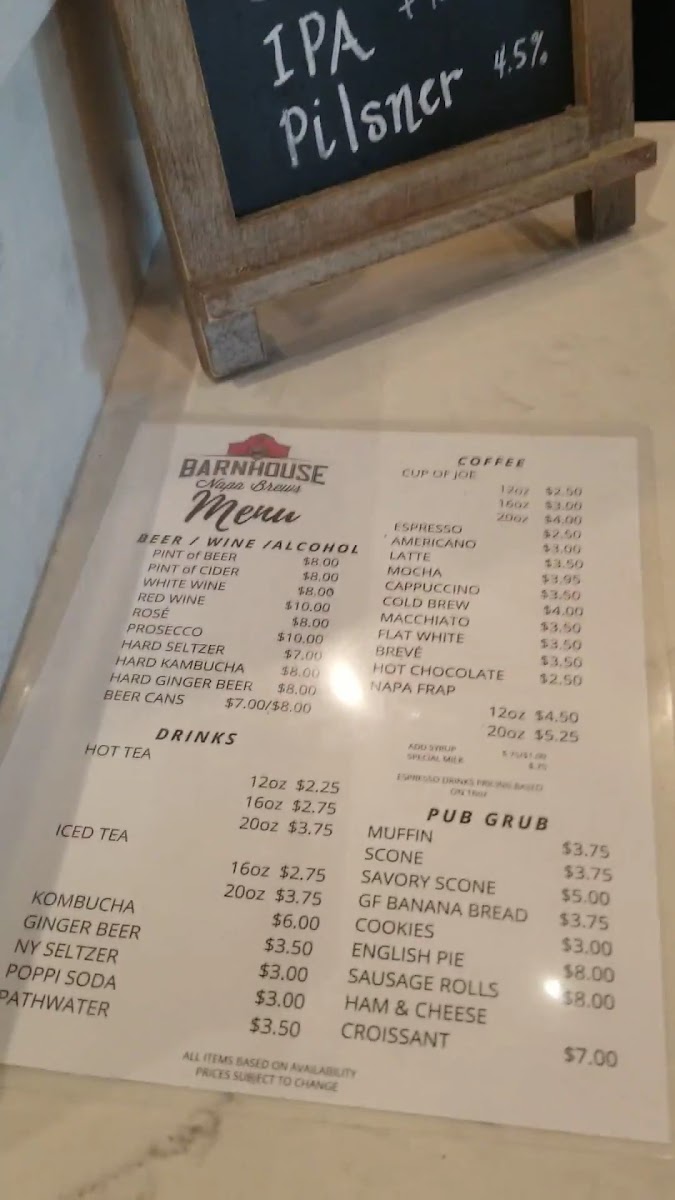 IPA
Pilsner 4.5%
BARNHOUSE
Napa Brews
Menu
BEER / WINE /ALCOHOL
PINT of BEER $8.00
PINT of CIDER $8.00
WHITE WINE $8.00
RED WINE $10.00
ROSÉ $8.00
PROSECCO $10.00
HARD SELTZER $7.00
HARD KAMBUCHA $8.00
HARD GINGER BEER $8.00
BEER CANS $7.00/$8.00
DRINKS
HOT TEA
12oz $2.25
16oz $2.75
20oz $3.75
ICED TEA
16oz $2.75
20oz $3.75
KOMBUCHA $6.00
GINGER BEER $3.50
NY SELTZER $3.00
POPPI SODA $3.00
PATHWATER $3.50
ALL ITEMS BASED ON AVAILABILITY
PRICES SUBJECT TO CHANGE
COFFEE
CUP OF JOE
12oz $2.50
16oz $3.00
20oz $4.00
ESPRESSO $2.50
AMERICANO $3.00
LATTE $3.50
MOCHA $3.95
CAPPUCCINO $3.50
COLD BREW $4.00
MACCHIATO $3.50
FLAT WHITE $3.50
BREVÉ $3.50
HOT CHOCOLATE $2.50
NAPA FRAP
12oz $4.50
20oz $5.25
ADD SYRUP $.75/$1.00
SPECIAL MILK $.75
ESPRESSO DRINKS PRICING BASED
ON 12oz
PUB GRUB
MUFFIN $3.75
SCONE $3.75
SAVORY SCONE $5.00
GF BANANA BREAD $3.75
COOKIES $3.00
ENGLISH PIE $8.00
SAUSAGE ROLLS $8.00
HAM & CHEESE
CROISSANT $7.00